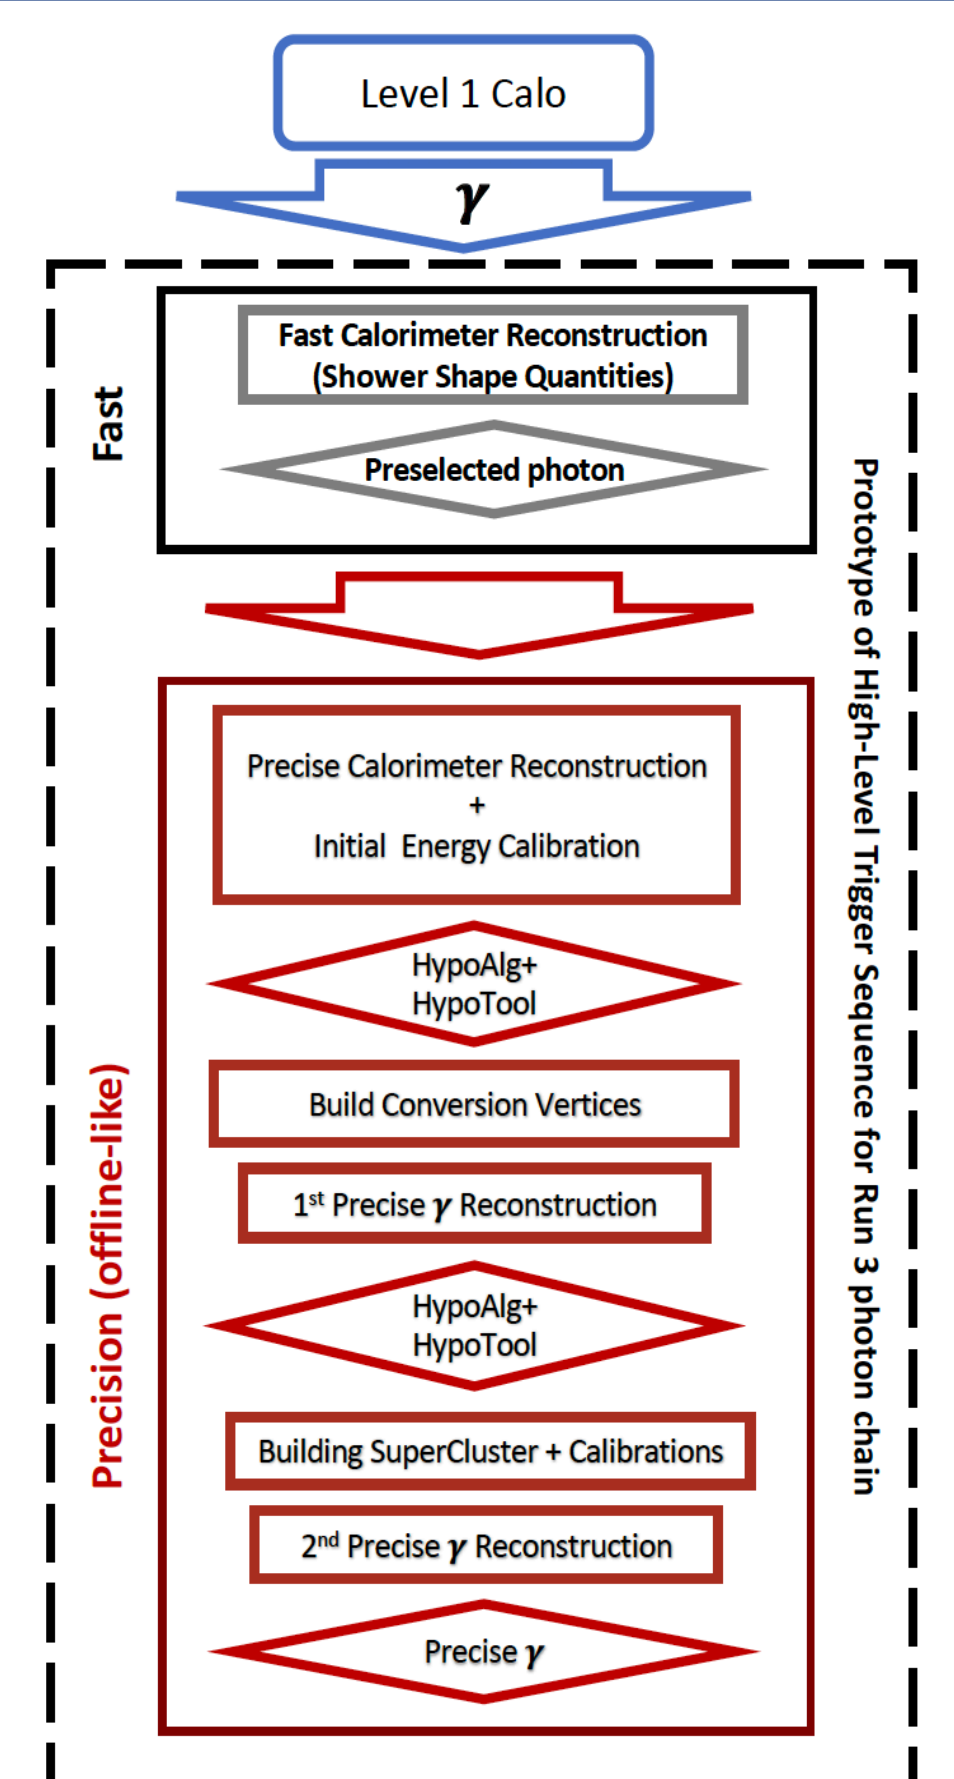 Level 1 Calo
γ
Fast
Fast Calorimeter Reconstruction
(Shower Shape Quantities)
Preselected photon
Prototype of High-Level Trigger Sequence for Run 3 photon chain
Precision (offline-like)
Precise Calorimeter Reconstruction
+
Initial Energy Calibration
HypoAlg+
HypoTool
Build Conversion Vertices
1st Precise γ Reconstruction
HypoAlg+
HypoTool
Building SuperCluster + Calibrations
2nd Precise γ Reconstruction
Precise γ